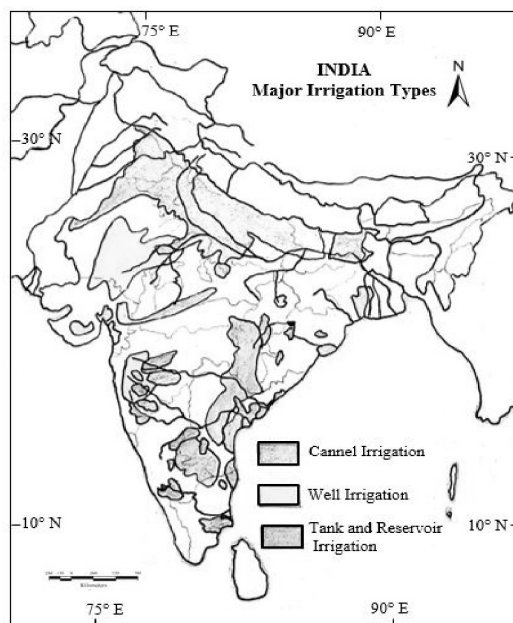 75° E
90° E
INDIA
Major Irrigation Types
N
30° N
30° N
Cannel Irrigation
Well Irrigation
10° N
10° N
Tank and Reservoir
Irrigation
Kilometres
75° E
90° E